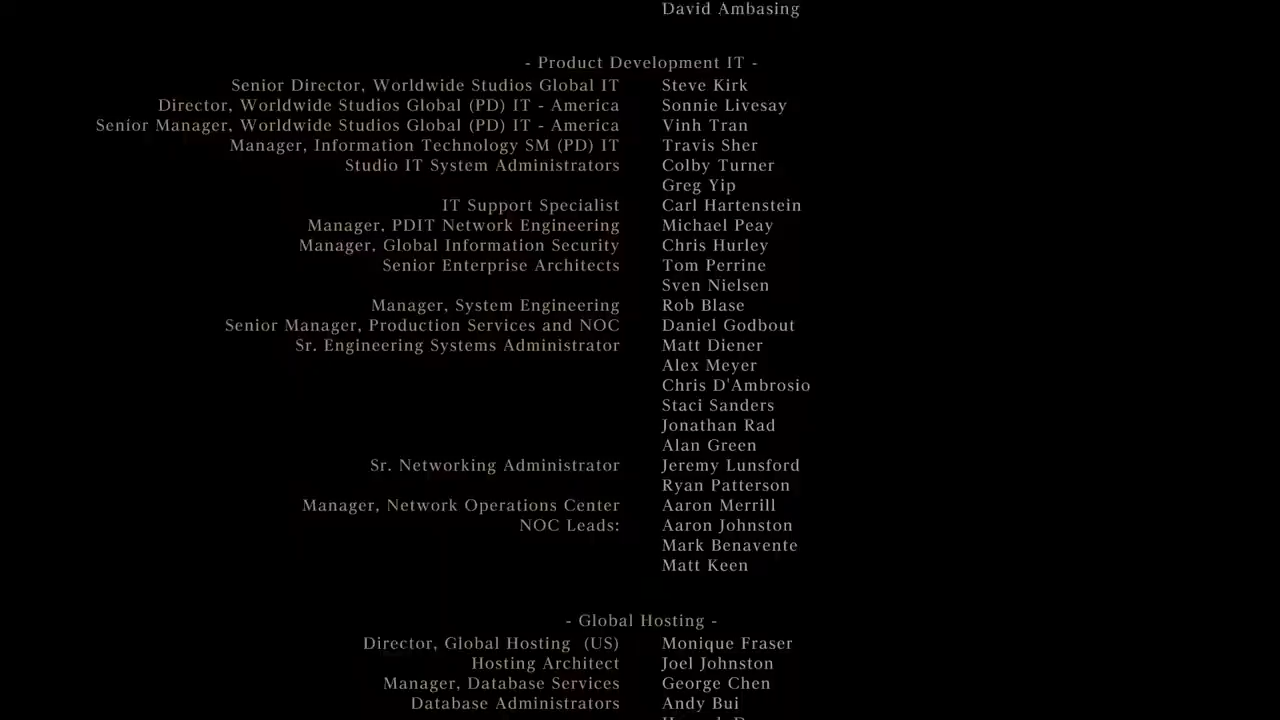 David Ambasing
- Product Development IT -
Senior Director, Worldwide Studios Global IT Steve Kirk
Director, Worldwide Studios Global (PD) IT - America Sonnie Livesay
Senior Manager, Worldwide Studios Global (PD) IT - America Vinh Tran
Manager, Information Technology SM (PD) IT Travis Sher
Studio IT System Administrators Colby Turner
Greg Yip
IT Support Specialist Carl Hartenstein
Manager, PDIT Network Engineering Michael Peay
Manager, Global Information Security Chris Hurley
Senior Enterprise Architects Tom Perrine
Sven Nielsen
Manager, System Engineering Rob Blase
Senior Manager, Production Services and NOC Daniel Godbout
Sr. Engineering Systems Administrator Matt Diener
Alex Meyer
Chris D'Ambrosio
Staci Sanders
Jonathan Rad
Alan Green
Sr. Networking Administrator Jeremy Lunsford
Ryan Patterson
Manager, Network Operations Center Aaron Merrill
NOC Leads: Aaron Johnston
Mark Benavente
Matt Keen
- Global Hosting -
Director, Global Hosting (US) Monique Fraser
Hosting Architect Joel Johnston
Manager, Database Services George Chen
Database Administrators Andy Bui